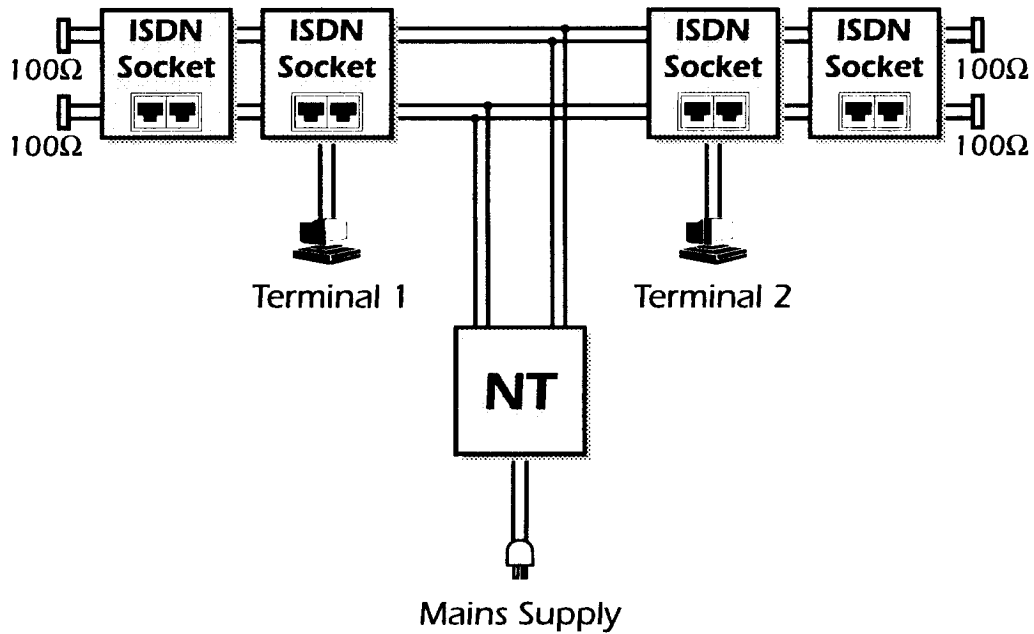 ISDN
Socket
ISDN
Socket
ISDN
Socket
ISDN
Socket
100Ω
100Ω
100Ω
100Ω
Terminal 1
Terminal 2
NT
Mains Supply